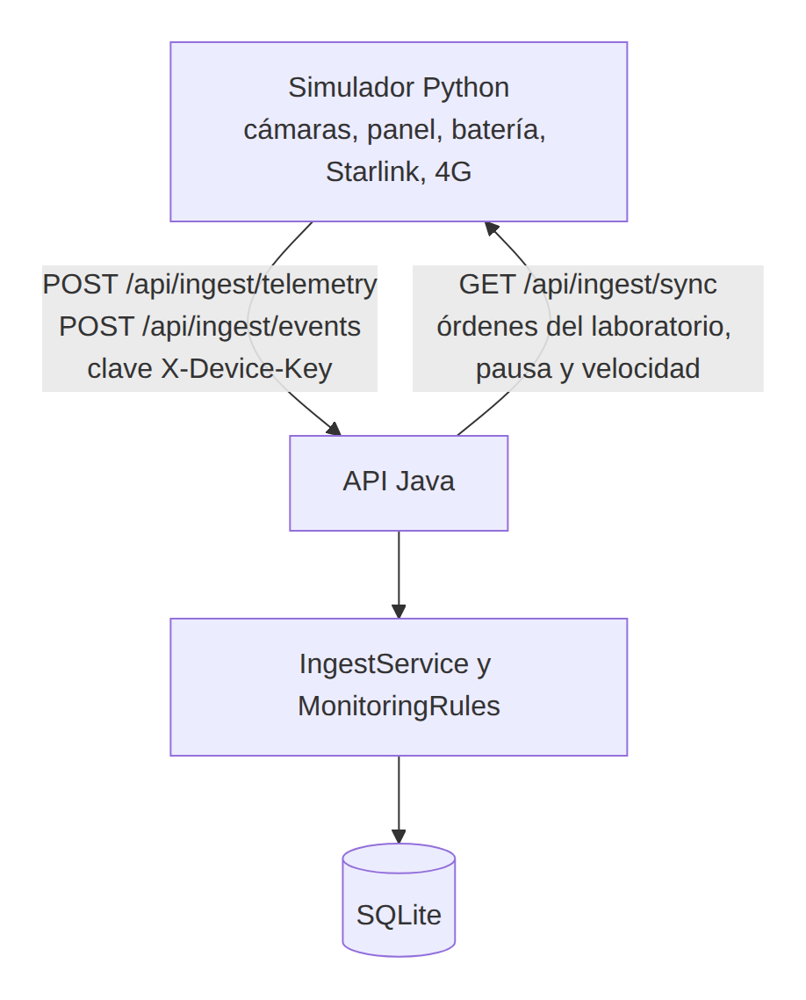 Simulador Python
cámaras, panel, batería,
Starlink, 4G
POST /api/ingest/telemetry
POST /api/ingest/events
clave X-Device-Key
GET /api/ingest/sync
órdenes del laboratorio,
pausa y velocidad
API Java
IngestService y
MonitoringRules
SQLite